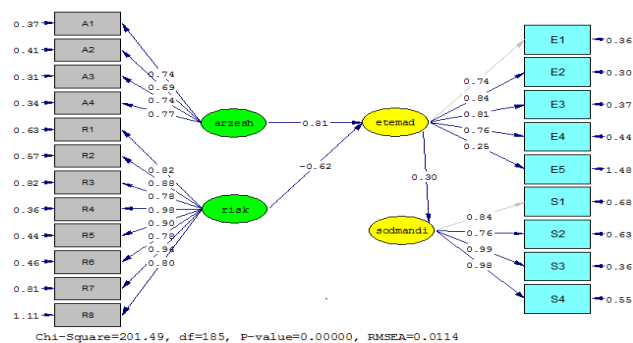 0.37 A1
0.41 A2
0.31 A3
0.34 A4
0.63 R1
0.57 R2
0.82 R3
0.36 R4
0.44 R5
0.46 R6
0.81 R7
1.11 R8
0.74
0.69
0.74
0.77
0.82
0.88
0.78
0.98
0.90
0.78
0.94
0.80
arzesh
risk
0.81
-0.62
etemad
0.30
sodmandi
0.74
0.84
0.81
0.76
0.25
0.84
0.76
0.99
0.98
E1 0.36
E2 0.30
E3 0.37
E4 0.44
E5 1.48
S1 0.68
S2 0.63
S3 0.36
S4 0.55
Chi-Square=201.49, df=185, P-value=0.00000, RMSEA=0.0114